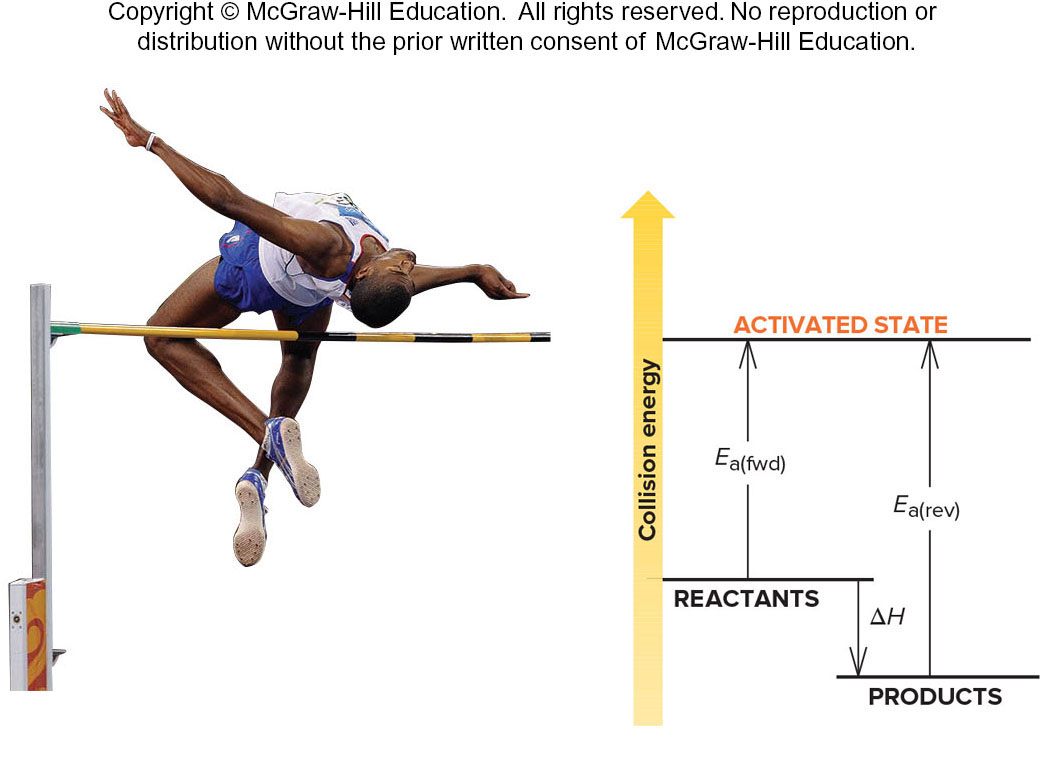 Copyright © McGraw-Hill Education.  All rights reserved. No reproduction or
distribution without the prior written consent of McGraw-Hill Education.
ACTIVATED STATE
Collision energy
Ea(fwd)
Ea(rev)
REACTANTS
ΔH
PRODUCTS